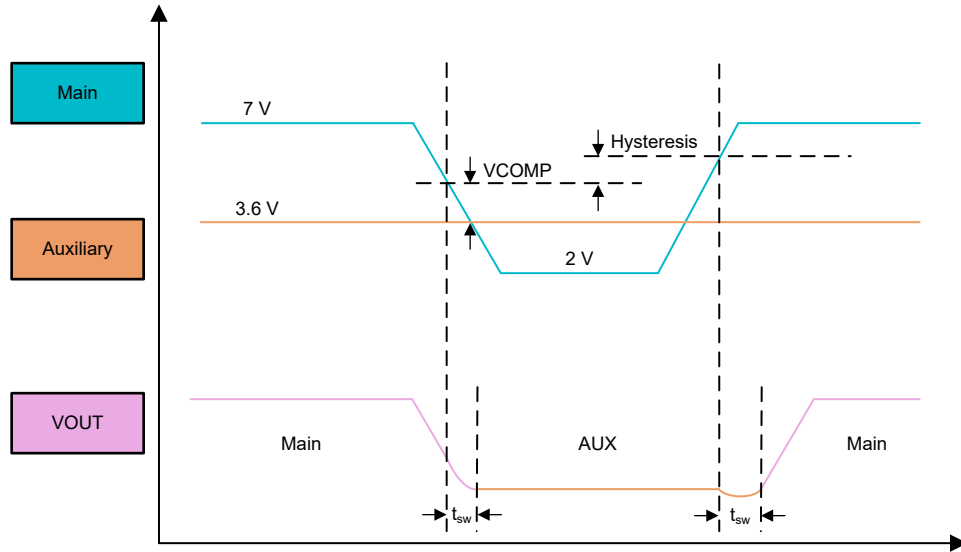 Main
7 V
Hysteresis
VCOMP
3.6 V
Auxiliary
2 V
VOUT
Main
AUX
Main
tsw
tsw